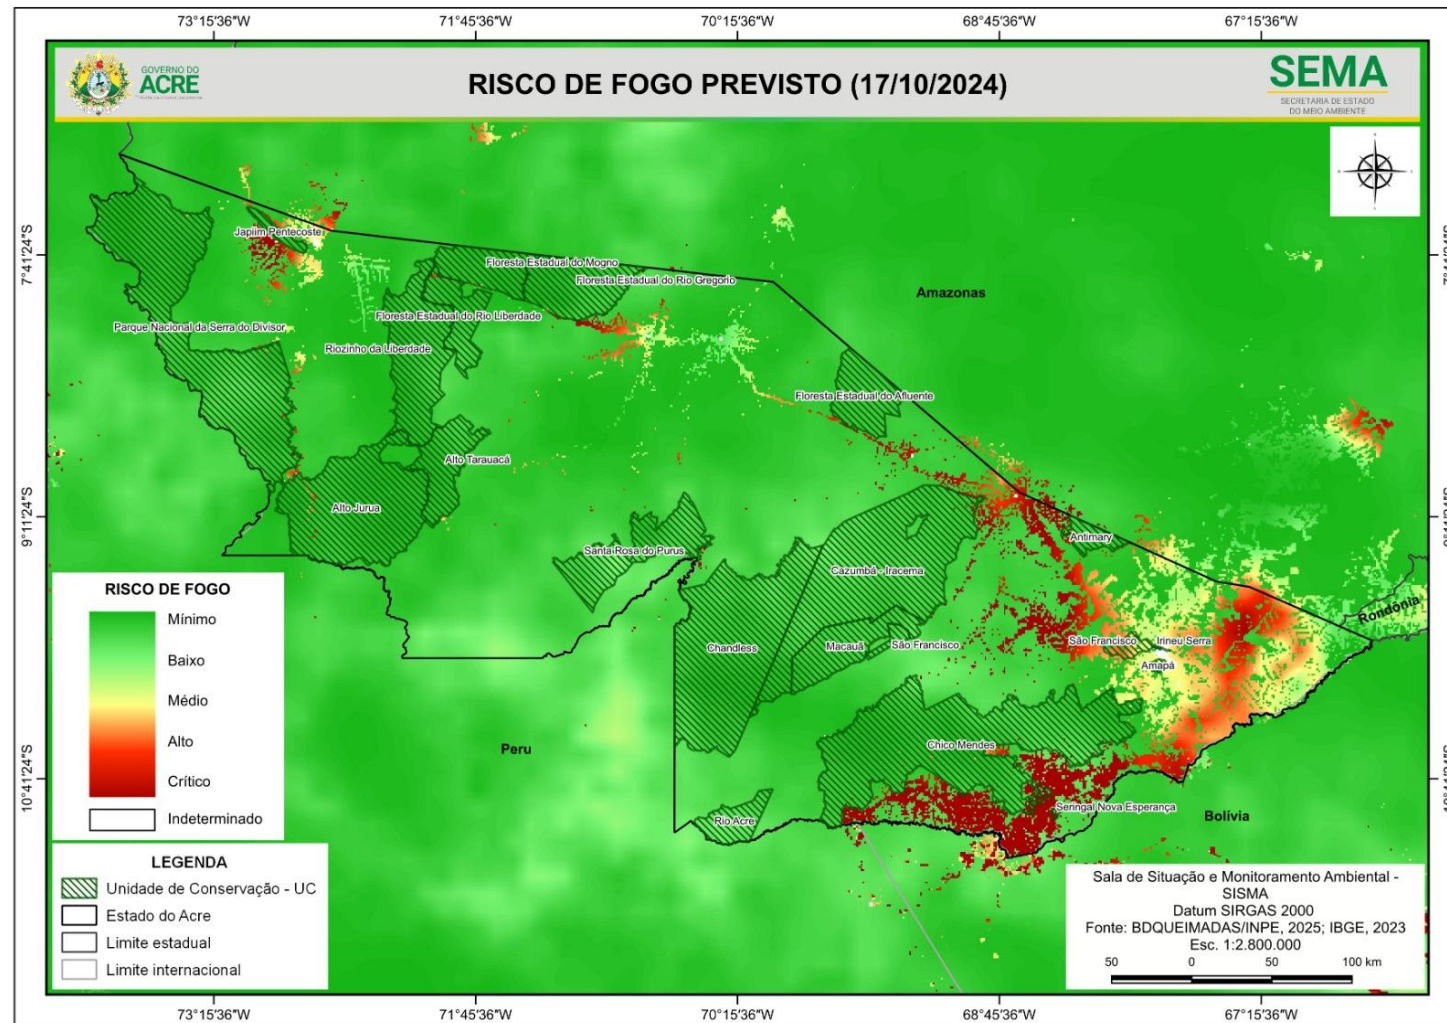 73°15'36"W 71°45'36"W 70°15'36"W 68°45'36"W 67°15'36"W
GOVERNO DO
ACRE
RISCO DE FOGO PREVISTO (17/10/2024)
SEMA
SECRETARIA DE ESTADO
DO MEIO AMBIENTE
7°41'24"S
Japiim Pentecoste
Floresta Estadual do Mogno
Floresta Estadual do Rio Gregorio
Amazonas
Floresta Estadual do Rio Liberdade
Parque Nacional da Serra do Divisor
Riozinho da Liberdade
Floresta Estadual do Afluente
Alto Tarauacá
Alto Jurua
9°11'24"S
Antimary
Santa Rosa do Purus
Cazumbá - Iracema
Rondônia
Chandless
Macauã
São Francisco
São Francisco
Irineu Serra
Amapá
Peru
Chico Mendes
10°41'24"S
Seringal Nova Esperança
Rio Acre
Bolívia
RISCO DE FOGO
Mínimo
Baixo
Médio
Alto
Crítico
Indeterminado
LEGENDA
Unidade de Conservação - UC
Estado do Acre
Limite estadual
Limite internacional
Sala de Situação e Monitoramento Ambiental -
SISMA
Datum SIRGAS 2000
Fonte: BDQUEIMADAS/INPE, 2025; IBGE, 2023
Esc. 1:2.800.000
50 0 50 100 km
73°15'36"W 71°45'36"W 70°15'36"W 68°45'36"W 67°15'36"W